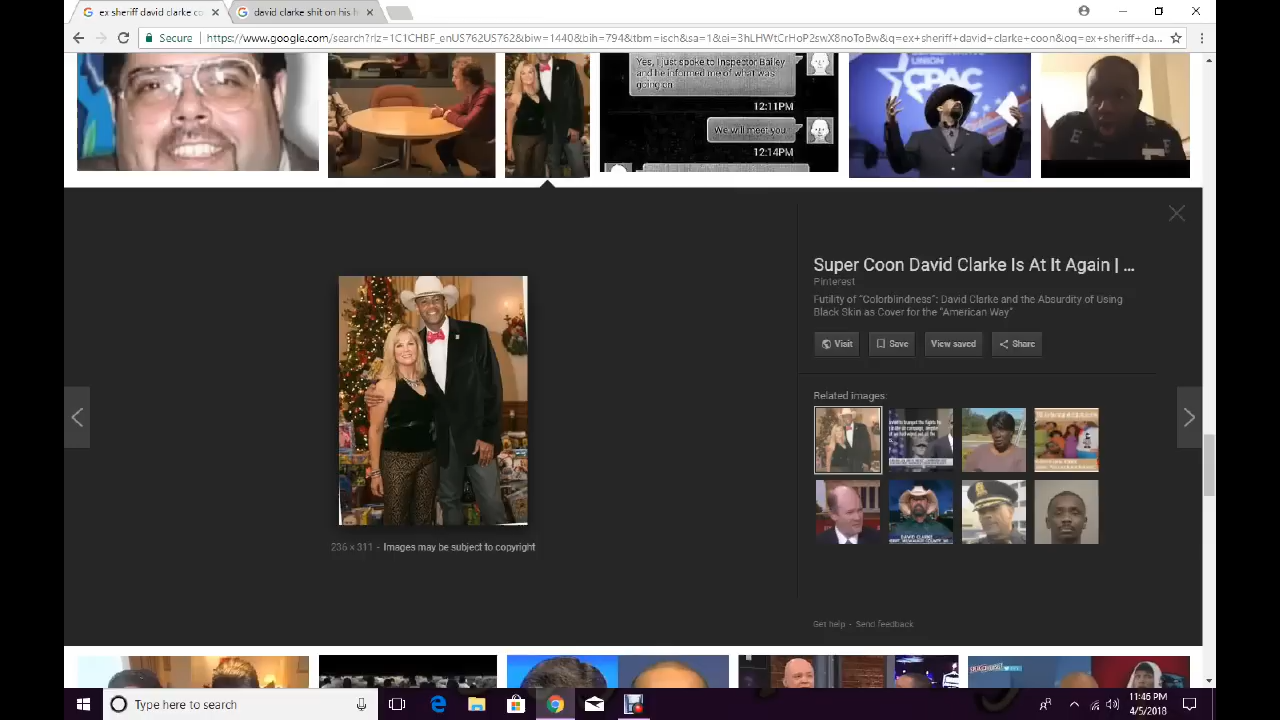 ex sheriff david clarke co
david clarke shit on his l
Secure
https://www.google.com/search?rlz=1C1CHBF_enUS762US762&biw=1440&bih=794&tbm=isch&sa=1&ei=3hLHWtCrHoP2swX8noToBw&q=ex+sheriff+david+clarke+coon&oq=ex+sheriff+da...
Yes, I just spoke to Inspector Bailey
and he informed me of what was
going on
12:11PM
We will meet you
12:14PM
UNION
CPAC
Super Coon David Clarke Is At It Again | ...
Pinterest
Futility of "Colorblindness": David Clarke and the Absurdity of Using
Black Skin as Cover for the "American Way"
Visit
Save
View saved
Share
Related images:
DAVID CLARKE
236 × 311 - Images may be subject to copyright
Get help - Send feedback
Type here to search
11:46 PM
4/5/2018